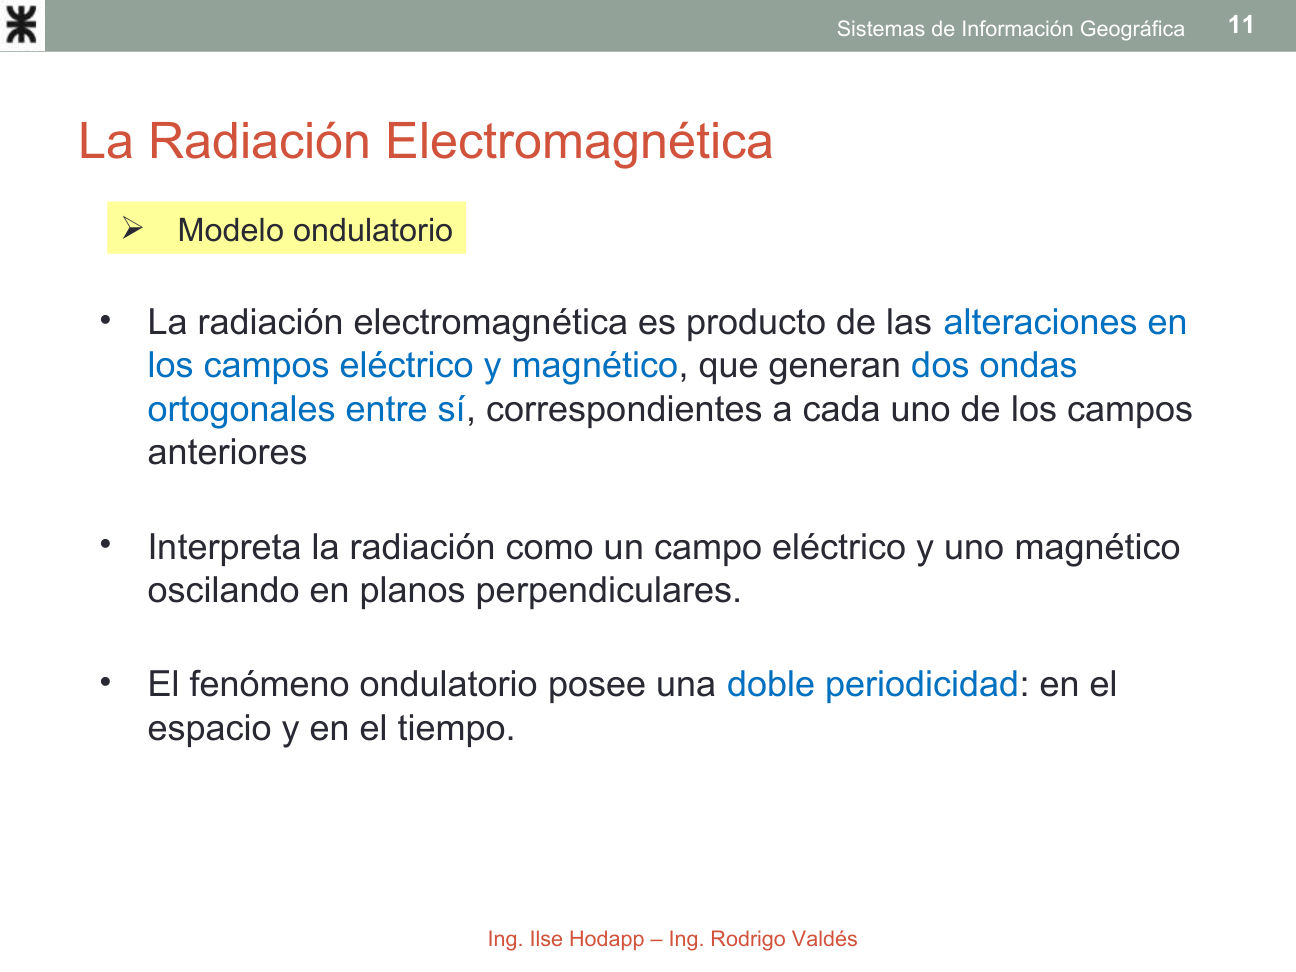 Sistemas de Información Geográfica 11
La Radiación Electromagnética
➢ Modelo ondulatorio
• La radiación electromagnética es producto de las alteraciones en
los campos eléctrico y magnético, que generan dos ondas
ortogonales entre sí, correspondientes a cada uno de los campos
anteriores
• Interpreta la radiación como un campo eléctrico y uno magnético
oscilando en planos perpendiculares.
• El fenómeno ondulatorio posee una doble periodicidad: en el
espacio y en el tiempo.
Ing. Ilse Hodapp – Ing. Rodrigo Valdés